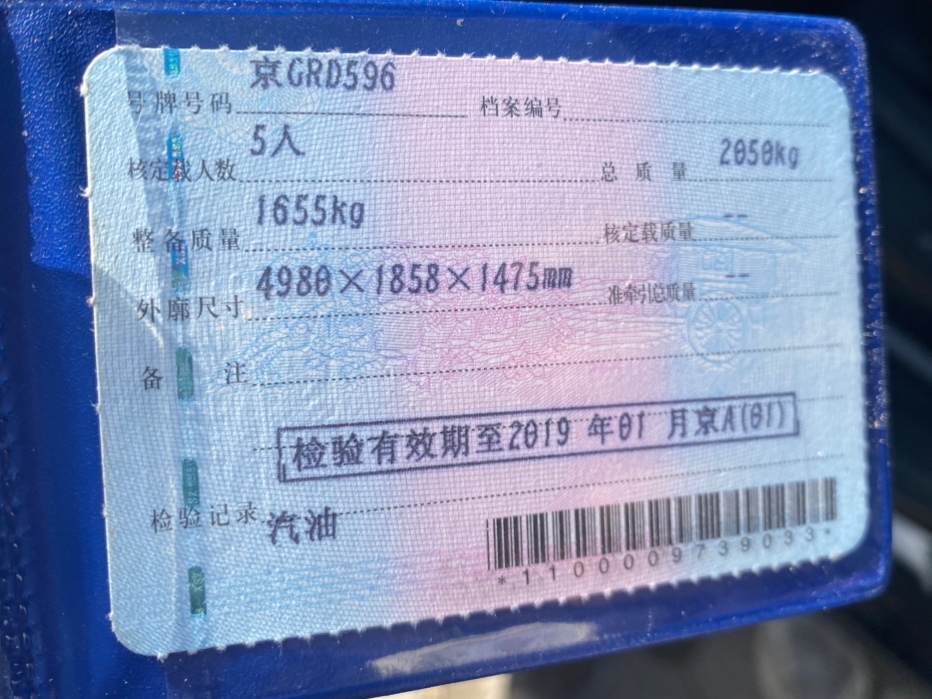 号牌号码 京GRD596 档案编号
核定载人数 5人 总质量 2050kg
整备质量 1655kg 核定载质量 --
外廓尺寸 4980×1858×1475mm 准牵引总质量 --
备注
检验有效期至2019年01月京A(01)
检验记录 汽油
*1100009739033*